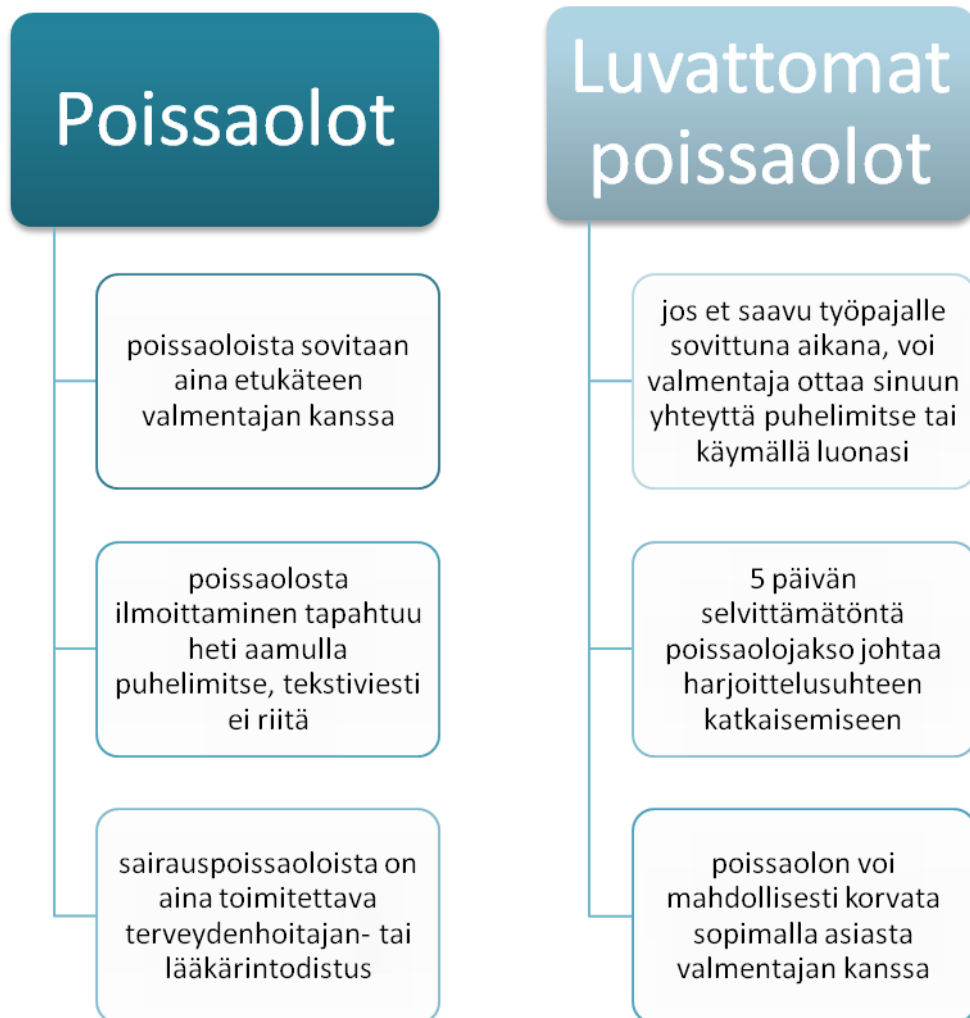 Poissaolot
poissaoloista sovitaan
aina etukäteen
valmentajan kanssa
poissaolosta
ilmoittaminen tapahtuu
heti aamulla
puhelimitse, tekstiviesti
ei riitä
sairauspoissaoloista on
aina toimitettava
terveydenhoitajan- tai
lääkärintodistus
Luvattomat
poissaolot
jos et saavu työpajalle
sovittuna aikana, voi
valmentaja ottaa sinuun
yhteyttä puhelimitse tai
käymällä luonasi
5 päivän
selvittämätöntä
poissaolojakso johtaa
harjoittelusuhteen
katkaisemiseen
poissaolon voi
mahdollisesti korvata
sopimalla asiasta
valmentajan kanssa